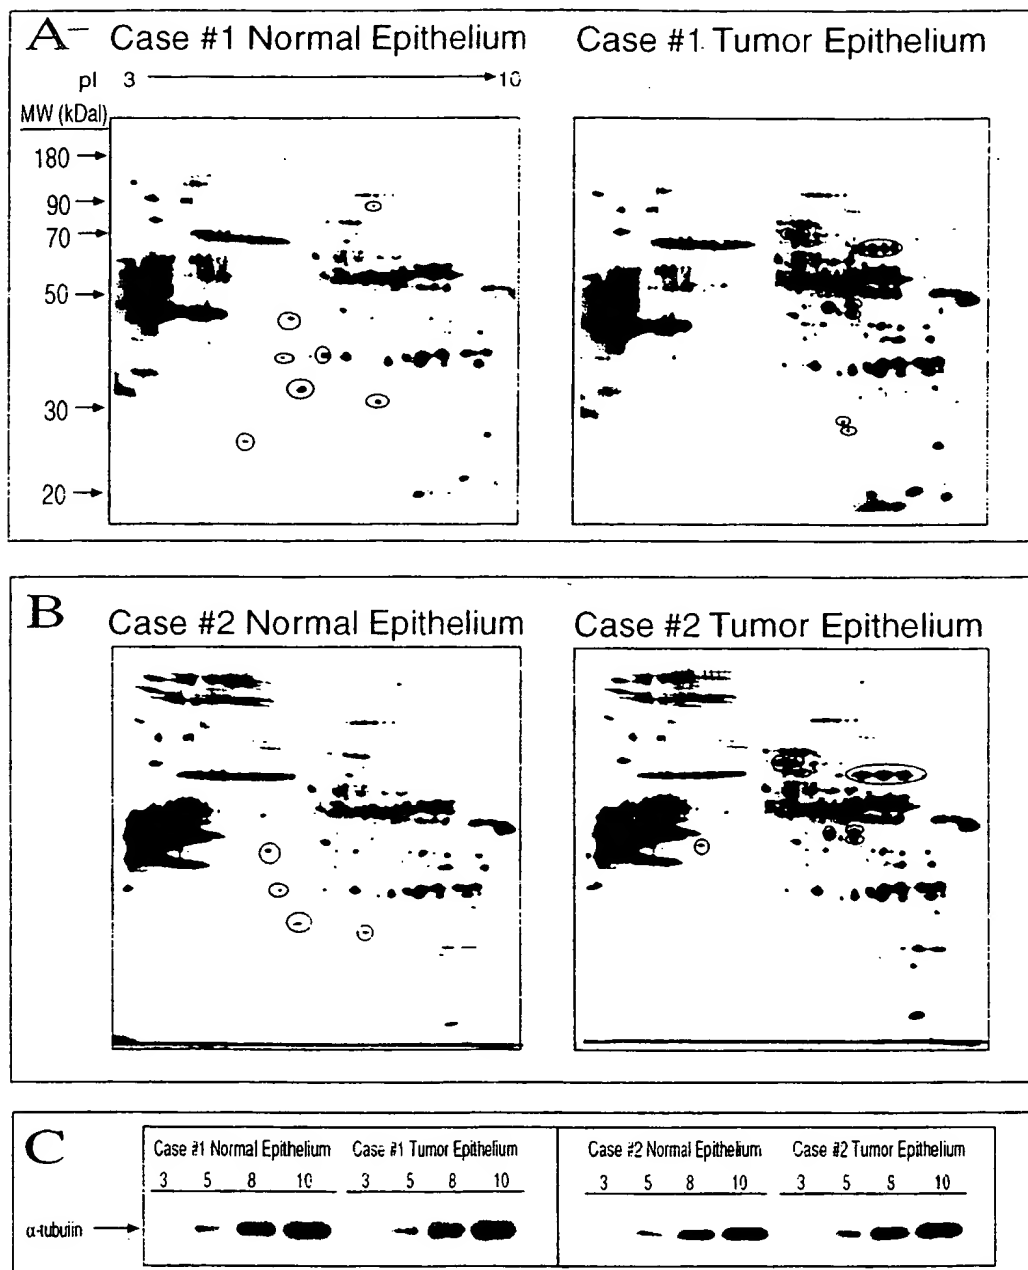 A
Case #1 Normal Epithelium
Case #1 Tumor Epithelium
pI 3 10
MW (kDal)
180
90
70
50
30
20
B
Case #2 Normal Epithelium
Case #2 Tumor Epithelium
C
Case #1 Normal Epithelium Case #1 Tumor Epithelium Case #2 Normal Epithelium Case #2 Tumor Epithelium
3 5 8 10 3 5 8 10 3 5 8 10 3 5 8 10
α-tubulin